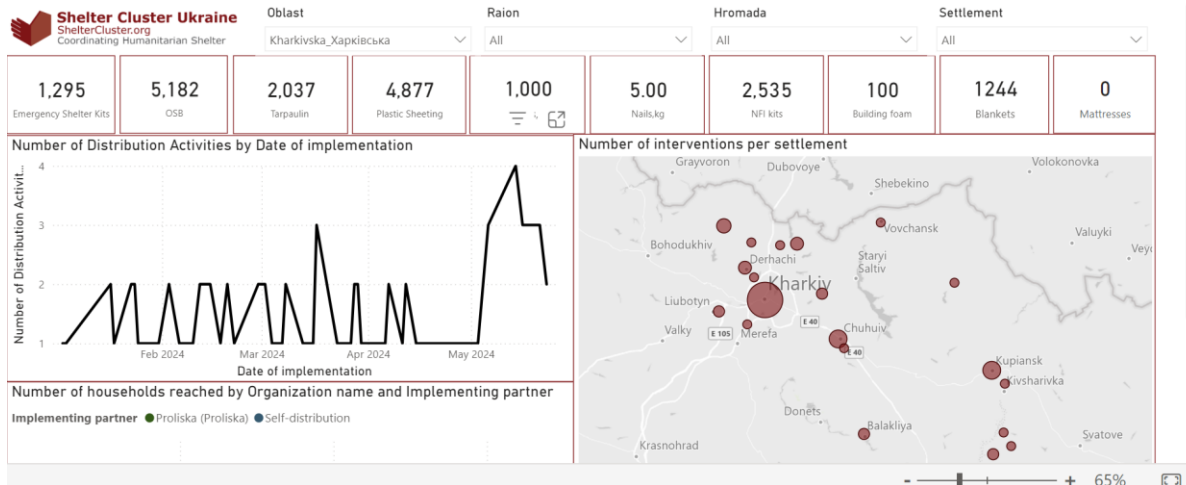 Shelter Cluster Ukraine
ShelterCluster.org
Coordinating Humanitarian Shelter
Oblast
Kharkivska_Харківська
Raion
All
Hromada
All
Settlement
All
1,295
Emergency Shelter Kits
5,182
OSB
2,037
Tarpaulin
4,877
Plastic Sheeting
1,000
5.00
Nails,kg
2,535
NFI kits
100
Building foam
1244
Blankets
0
Mattresses
Number of Distribution Activities by Date of implementation
Number of Distribution Activit...
4
3
2
1
Feb 2024
Mar 2024
Apr 2024
May 2024
Date of implementation
Number of households reached by Organization name and Implementing partner
Implementing partner Proliska (Proliska) Self-distribution
Number of interventions per settlement
Grayvoron
Dubovoye
Volokonovka
Shebekino
Vovchansk
Valuyki
Bohodukhiv
Derhachi
Staryi
Saltiv
Kharkiv
Liubotyn
Valky
E 105
Merefa
E 40
Chuhuiv
E 40
Kupiansk
Kivsharivka
Donets
Balakliya
Svatove
Krasnohrad
- + 65%